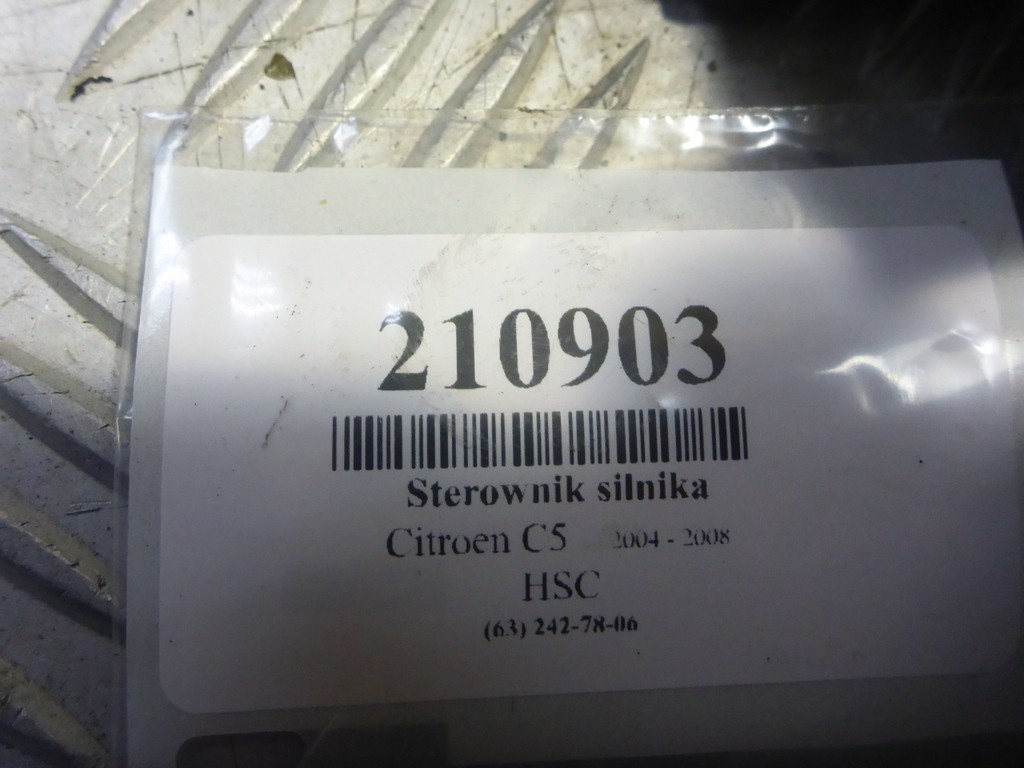 210903
Sterownik silnika
Citroen C5 2004 - 2008
HSC
(63) 242-78-06